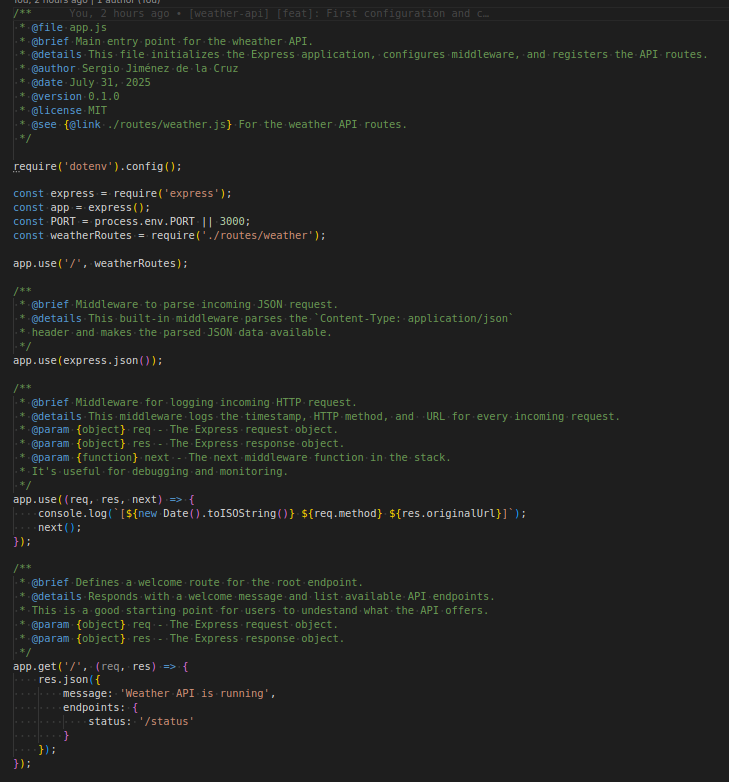 You, 2 hours ago | 1 author (You)
/**      You, 2 hours ago • [weather-api] [feat]: First configuration and c…
 * @file app.js
 * @brief Main entry point for the wheather API.
 * @details This file initializes the Express application, configures middleware, and registers the API routes.
 * @author Sergio Jiménez de la Cruz
 * @date July 31, 2025
 * @version 0.1.0
 * @license MIT
 * @see {@link ./routes/weather.js} For the weather API routes.
 */
require('dotenv').config();
const express = require('express');
const app = express();
const PORT = process.env.PORT || 3000;
const weatherRoutes = require('./routes/weather');
app.use('/', weatherRoutes);
/**
 * @brief Middleware to parse incoming JSON request.
 * @details This built-in middleware parses the `Content-Type: application/json`
 * header and makes the parsed JSON data available.
 */
app.use(express.json());
/**
 * @brief Middleware for logging incoming HTTP request.
 * @details This middleware logs the timestamp, HTTP method, and  URL for every incoming request.
 * @param {object} req - The Express request object.
 * @param {object} res - The Express response object.
 * @param {function} next - The next middleware function in the stack.
 * It's useful for debugging and monitoring.
 */
app.use((req, res, next) => {
    console.log(`[${new Date().toISOString()} ${req.method} ${res.originalUrl}]`);
    next();
});
/**
 * @brief Defines a welcome route for the root endpoint.
 * @details Responds with a welcome message and list available API endpoints.
 * This is a good starting point for users to undestand what the API offers.
 * @param {object} req - The Express request object.
 * @param {object} res - The Express response object.
 */
app.get('/', (req, res) => {
    res.json({
        message: 'Weather API is running',
        endpoints: {
            status: '/status'
        }
    });
});